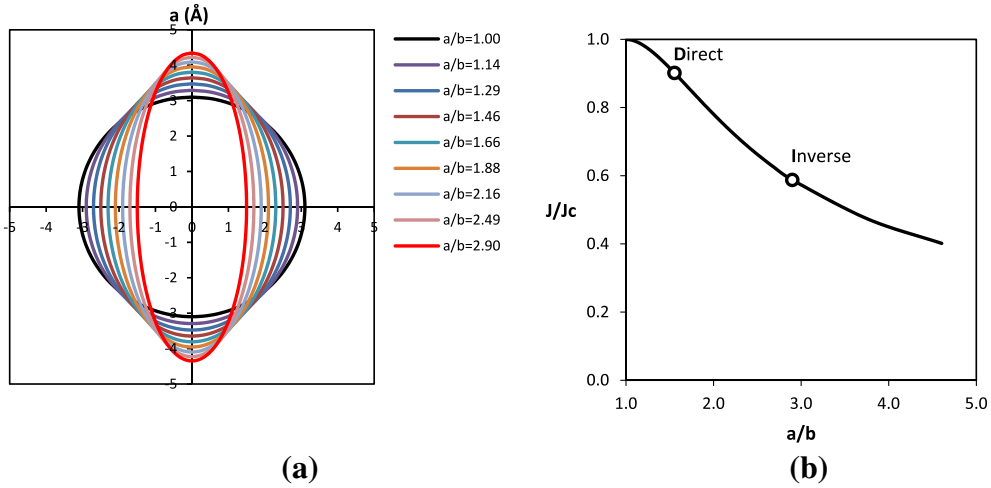 a (Å)
5
4
3
2
1
0
-1
-2
-3
-4
-5
-5 -4 -3 -2 -1 0 1 2 3 4 5
a/b=1.00
a/b=1.14
a/b=1.29
a/b=1.46
a/b=1.66
a/b=1.88
a/b=2.16
a/b=2.49
a/b=2.90
(a)
J/Jc
1.0
0.8
0.6
0.4
0.2
0.0
Direct
Inverse
1.0 2.0 3.0 4.0 5.0
a/b
(b)